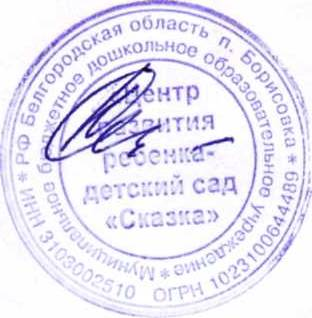 * РФ Белгородская область п. Борисовка *
ИНН 3103002510 ОГРН 1023100644489
* Муниципальное бюджетное дошкольное образовательное учреждение
Центр
развития
ребенка-
детский сад
«Сказка»